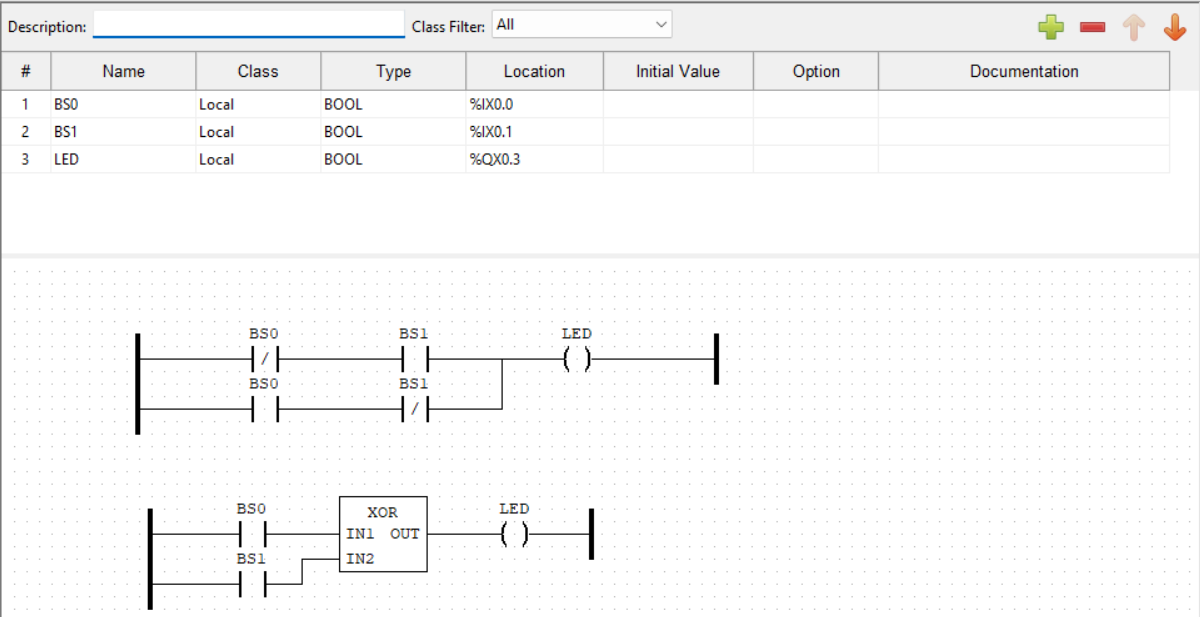 Description: Class Filter: All
# Name Class Type Location Initial Value Option Documentation
1 BS0 Local BOOL %IX0.0
2 BS1 Local BOOL %IX0.1
3 LED Local BOOL %QX0.3
BS0 BS1 LED
/
BS0 BS1
/
BS0 XOR LED
IN1 OUT
BS1 IN2